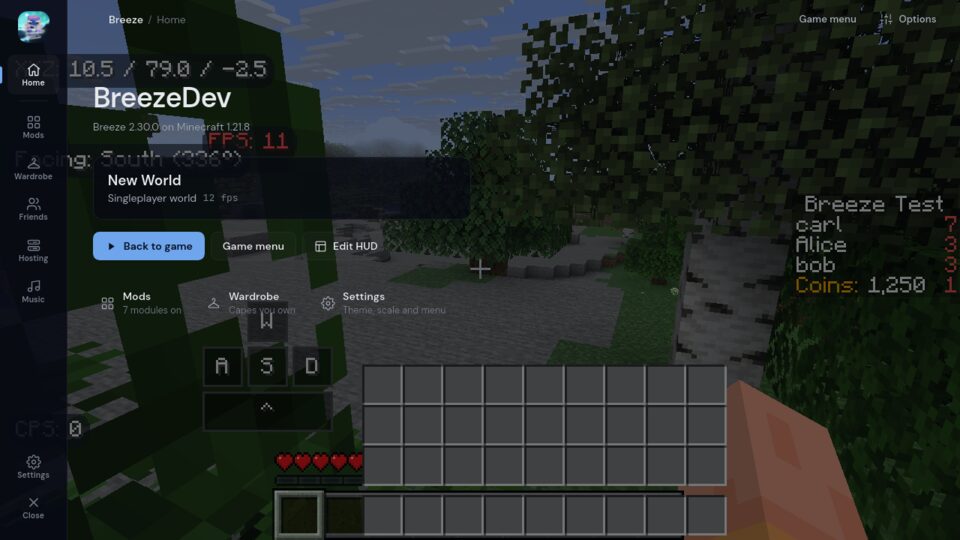 Breeze / Home
Game menu
Options
10.5 / 79.0 / -2.5
Home
BreezeDev
Breeze 2.30.0 on Minecraft 1.21.8
Mods
FPS: 11
Facing: South (336°)
Wardrobe
New World
Singleplayer world 12 fps
Friends
Breeze Test
carl 7
Alice 3
bob 3
Coins: 1,250 1
Back to game
Game menu
Edit HUD
Hosting
Music
Mods
7 modules on
Wardrobe
Capes you own
Settings
Theme, scale and menu
W
A
S
D
^
CPS: 0
Settings
Close